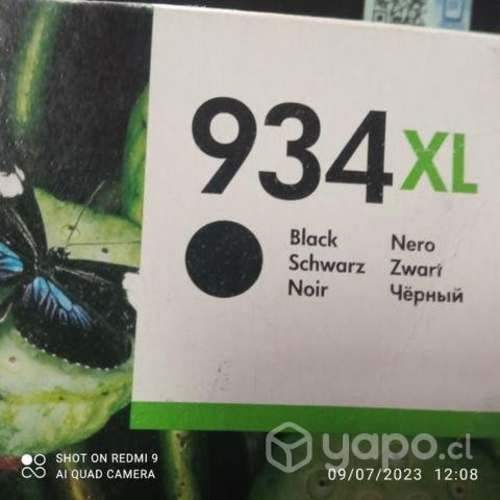 934XL
Black Nero
Schwarz Zwart
Noir Чёрный
yapo.cl
SHOT ON REDMI 9
AI QUAD CAMERA
09/07/2023 12:08